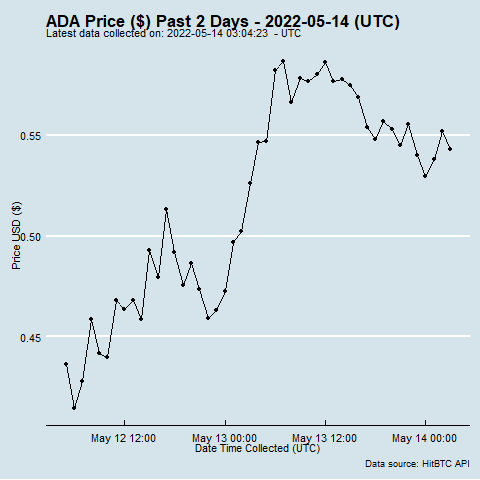 ADA Price ($) Past 2 Days - 2022-05-14 (UTC)
Latest data collected on: 2022-05-14 03:04:23  - UTC
Price USD ($)
0.55
0.50
0.45
May 12 12:00
May 13 00:00
May 13 12:00
May 14 00:00
Date Time Collected (UTC)
Data source: HitBTC API